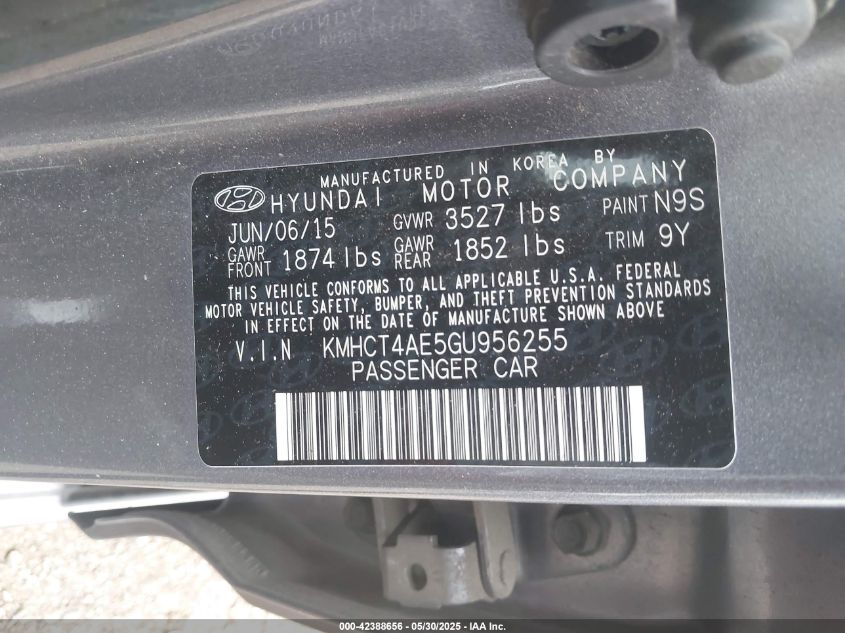 MANUFACTURED IN KOREA BY
HYUNDAI MOTOR COMPANY
JUN/06/15 GVWR 3527 lbs PAINT N9S
GAWR FRONT 1874 lbs GAWR REAR 1852 lbs TRIM 9Y
THIS VEHICLE CONFORMS TO ALL APPLICABLE U.S.A. FEDERAL
MOTOR VEHICLE SAFETY, BUMPER, AND THEFT PREVENTION STANDARDS
IN EFFECT ON THE DATE OF MANUFACTURE SHOWN ABOVE.
V.I.N KMHCT4AE5GU956255
PASSENGER CAR
000-42388656 - 05/30/2025 - IAA Inc.